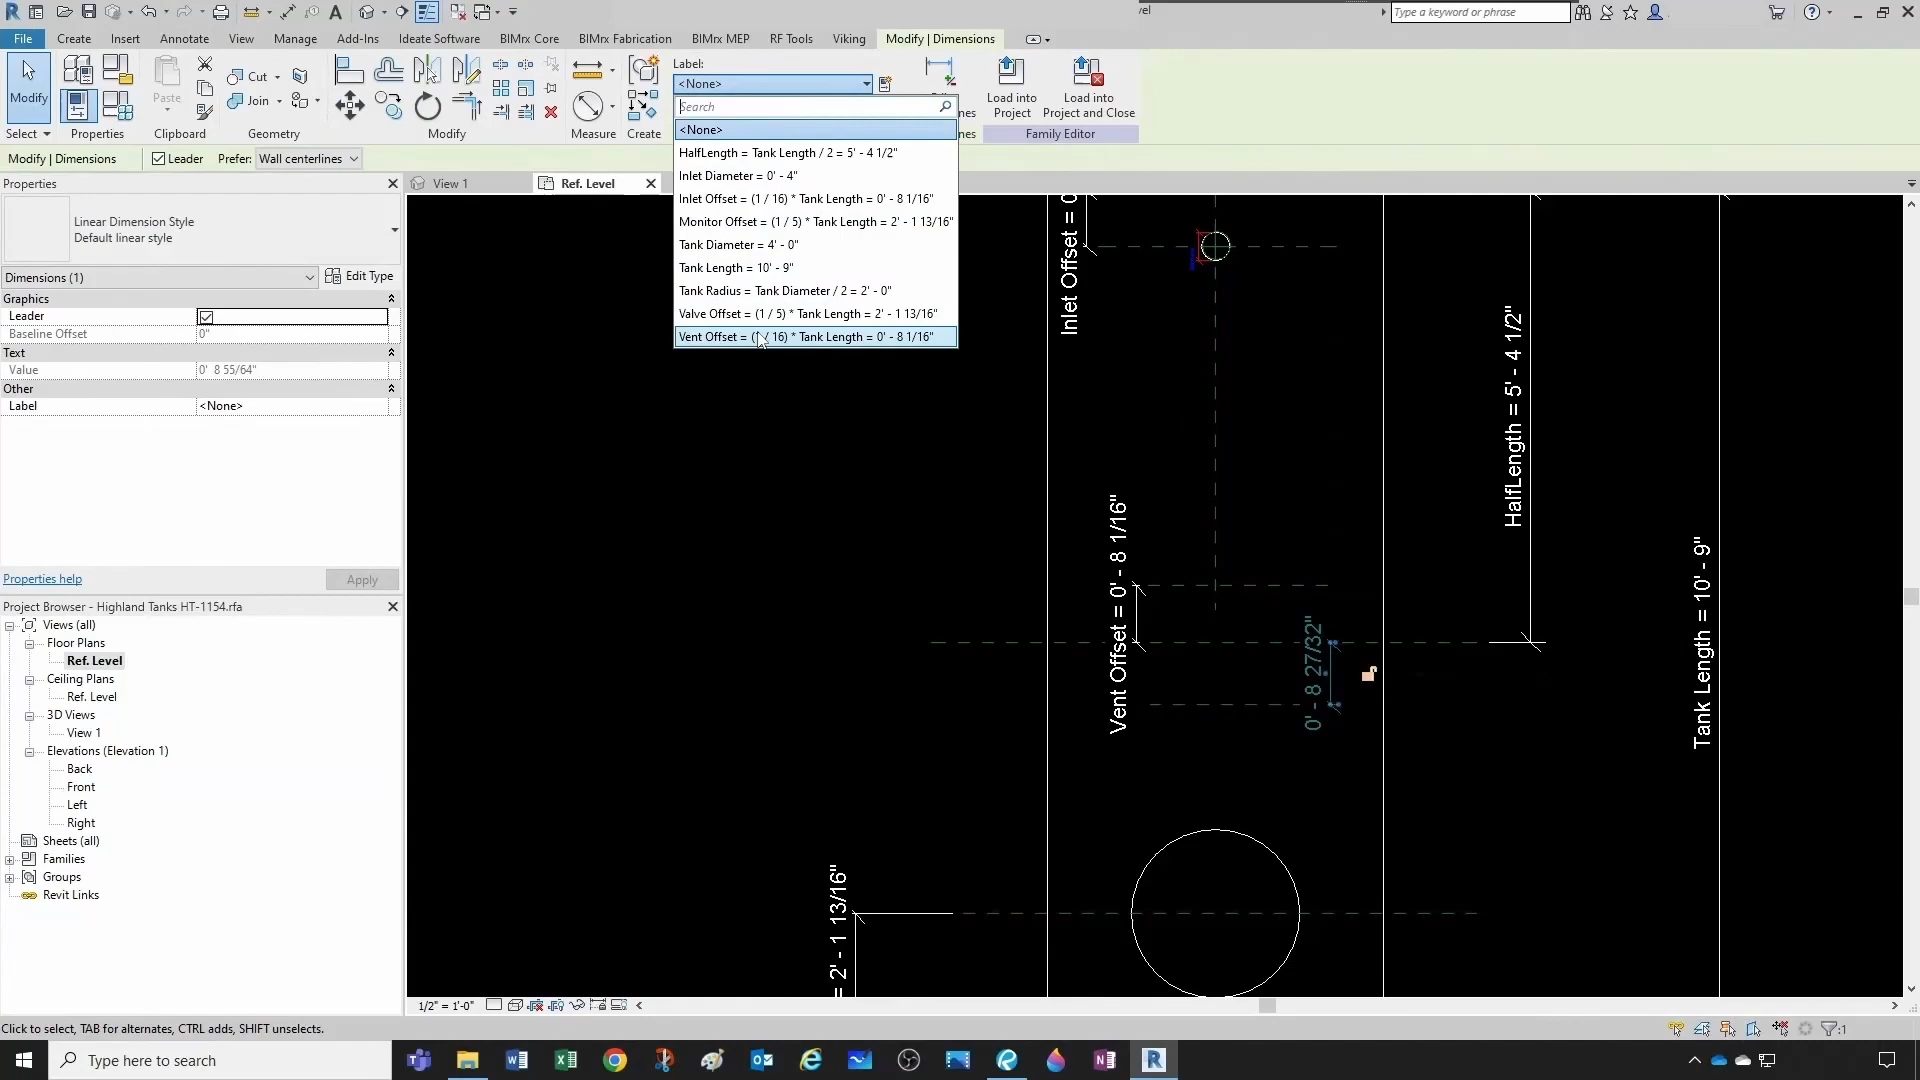 vel
Type a keyword or phrase
File Create Insert Annotate View Manage Add-Ins Ideate Software BIMrx Core BIMrx Fabrication BIMrx MEP RF Tools Viking Modify | Dimensions
Label:
<None>
Modify
Paste
Cut
Join
Load into Project
Load into Project and Close
Select Properties Clipboard Geometry Modify Measure Create nes Family Editor
nes
Modify | Dimensions Leader Prefer: Wall centerlines
Search
<None>
HalfLength = Tank Length / 2 = 5' - 4 1/2"
Inlet Diameter = 0' - 4"
Inlet Offset = (1 / 16) * Tank Length = 0' - 8 1/16"
Monitor Offset = (1 / 5) * Tank Length = 2' - 1 13/16"
Tank Diameter = 4' - 0"
Tank Length = 10' - 9"
Tank Radius = Tank Diameter / 2 = 2' - 0"
Valve Offset = (1 / 5) * Tank Length = 2' - 1 13/16"
Vent Offset = (1 / 16) * Tank Length = 0' - 8 1/16"
Properties
View 1
Ref. Level
Linear Dimension Style
Default linear style
Dimensions (1)
Edit Type
Graphics
Leader
Baseline Offset 0"
Text
Value 0' 8 55/64"
Other
Label <None>
Properties help
Apply
Project Browser - Highland Tanks HT-1154.rfa
Views (all)
Floor Plans
Ref. Level
Ceiling Plans
Ref. Level
3D Views
View 1
Elevations (Elevation 1)
Back
Front
Left
Right
Sheets (all)
Families
Groups
Revit Links
Inlet Offset = 0
HalfLength = 5' - 4 1/2"
Vent Offset = 0' - 8 1/16"
0' - 8 27/32"
Tank Length = 10' - 9"
= 2' - 1 13/16"
1/2" = 1'-0"
Click to select, TAB for alternates, CTRL adds, SHIFT unselects.
:1
Type here to search